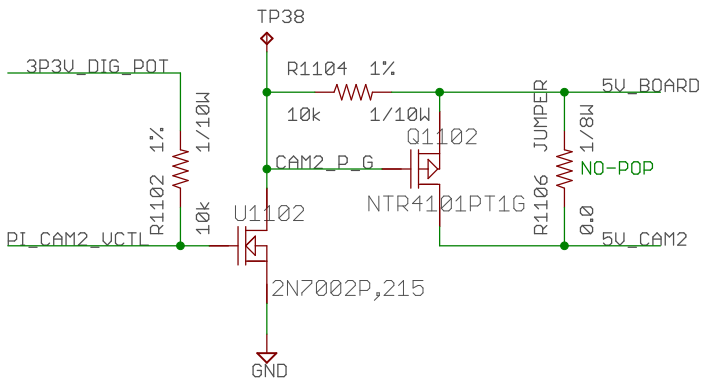 TP38
3P3V_DIG_POT
R1104 1%
10k 1/10W
5V_BOARD
Q1102
JUMPER
1/8W
R1102 1%
10k 1/10W
CAM2_P_G
NTR4101PT1G
R1106
0.0
NO-POP
U1102
PI_CAM2_VCTL
5V_CAM2
2N7002P,215
GND